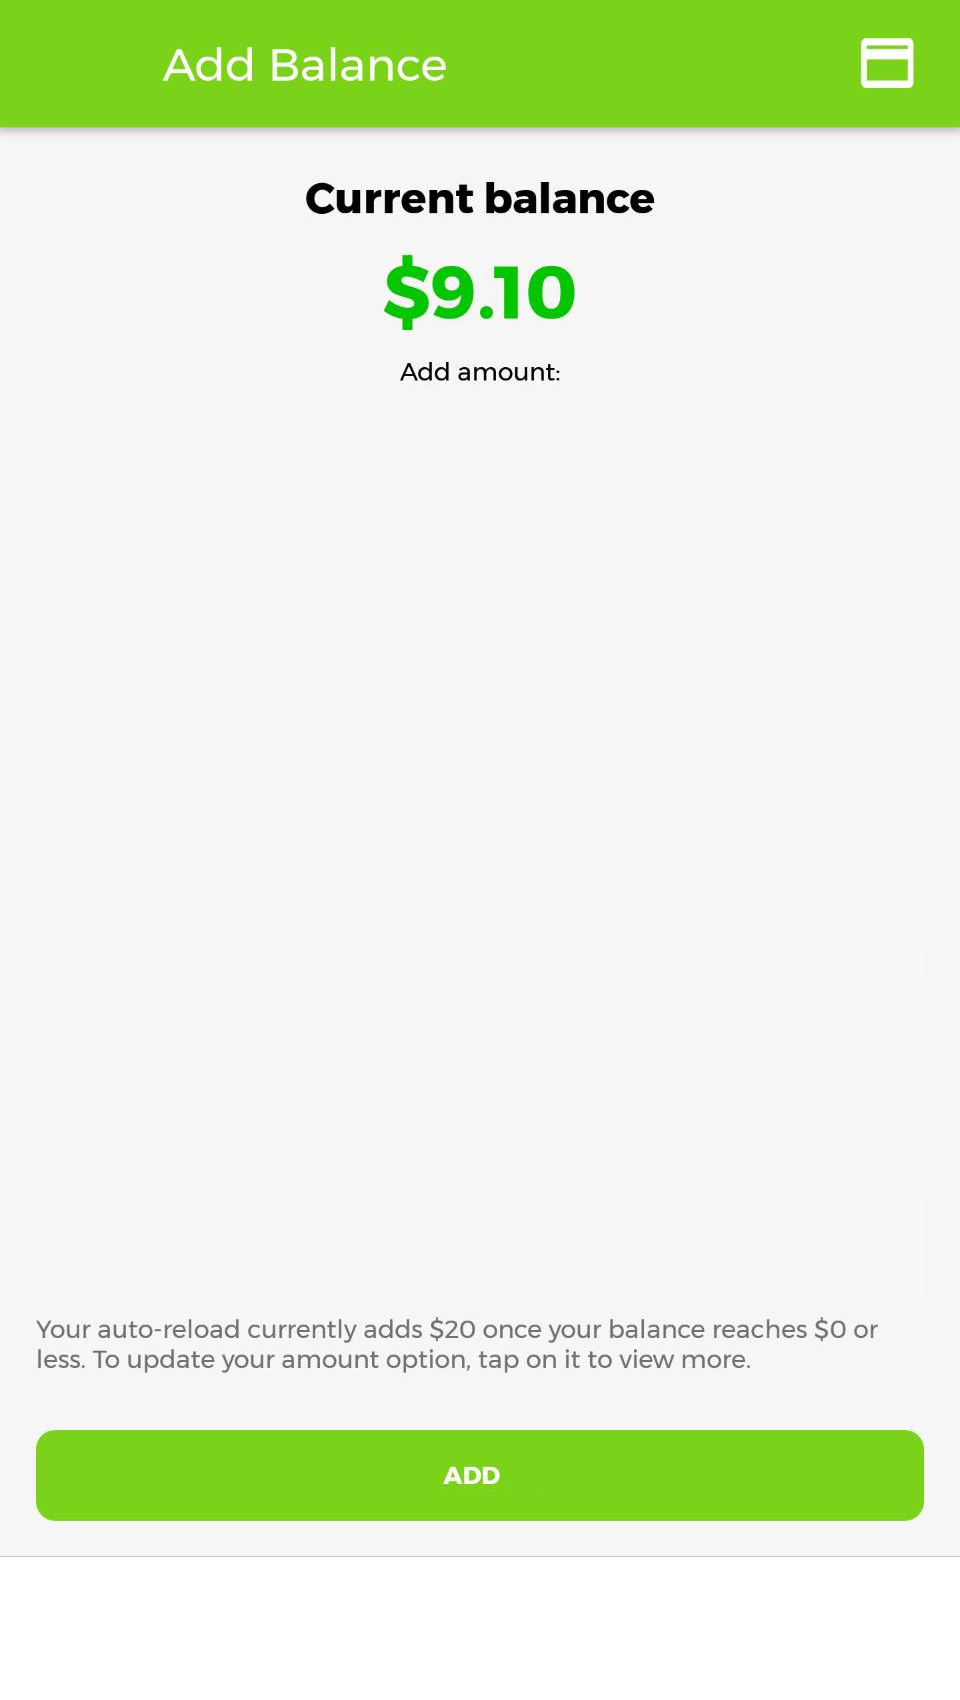 Add Balance
Current balance
$9.10
Add amount:
Your auto-reload currently adds $20 once your balance reaches $0 or
less. To update your amount option, tap on it to view more.
ADD